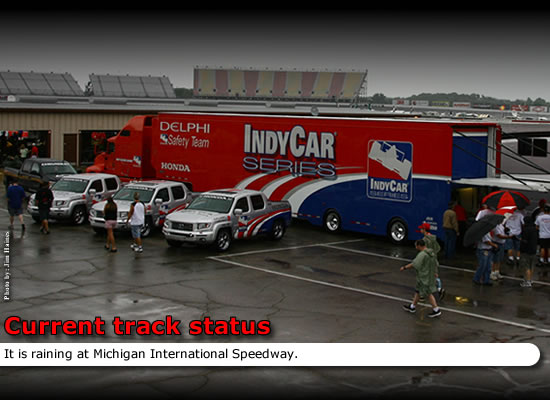 DELPHI
Safety Team
HONDA
INDYCAR
SERIES
INDYCAR
Photo by: Jim Haines
Current track status
It is raining at Michigan International Speedway.